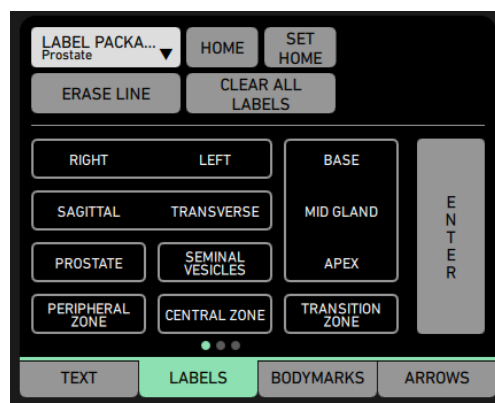 LABEL PACKA...
Prostate
HOME
SET
HOME
ERASE LINE
CLEAR ALL
LABELS
RIGHT LEFT
BASE
SAGITTAL TRANSVERSE
MID GLAND
PROSTATE
SEMINAL
VESICLES
APEX
PERIPHERAL
ZONE
CENTRAL ZONE
TRANSITION
ZONE
ENTER
TEXT
LABELS
BODYMARKS
ARROWS